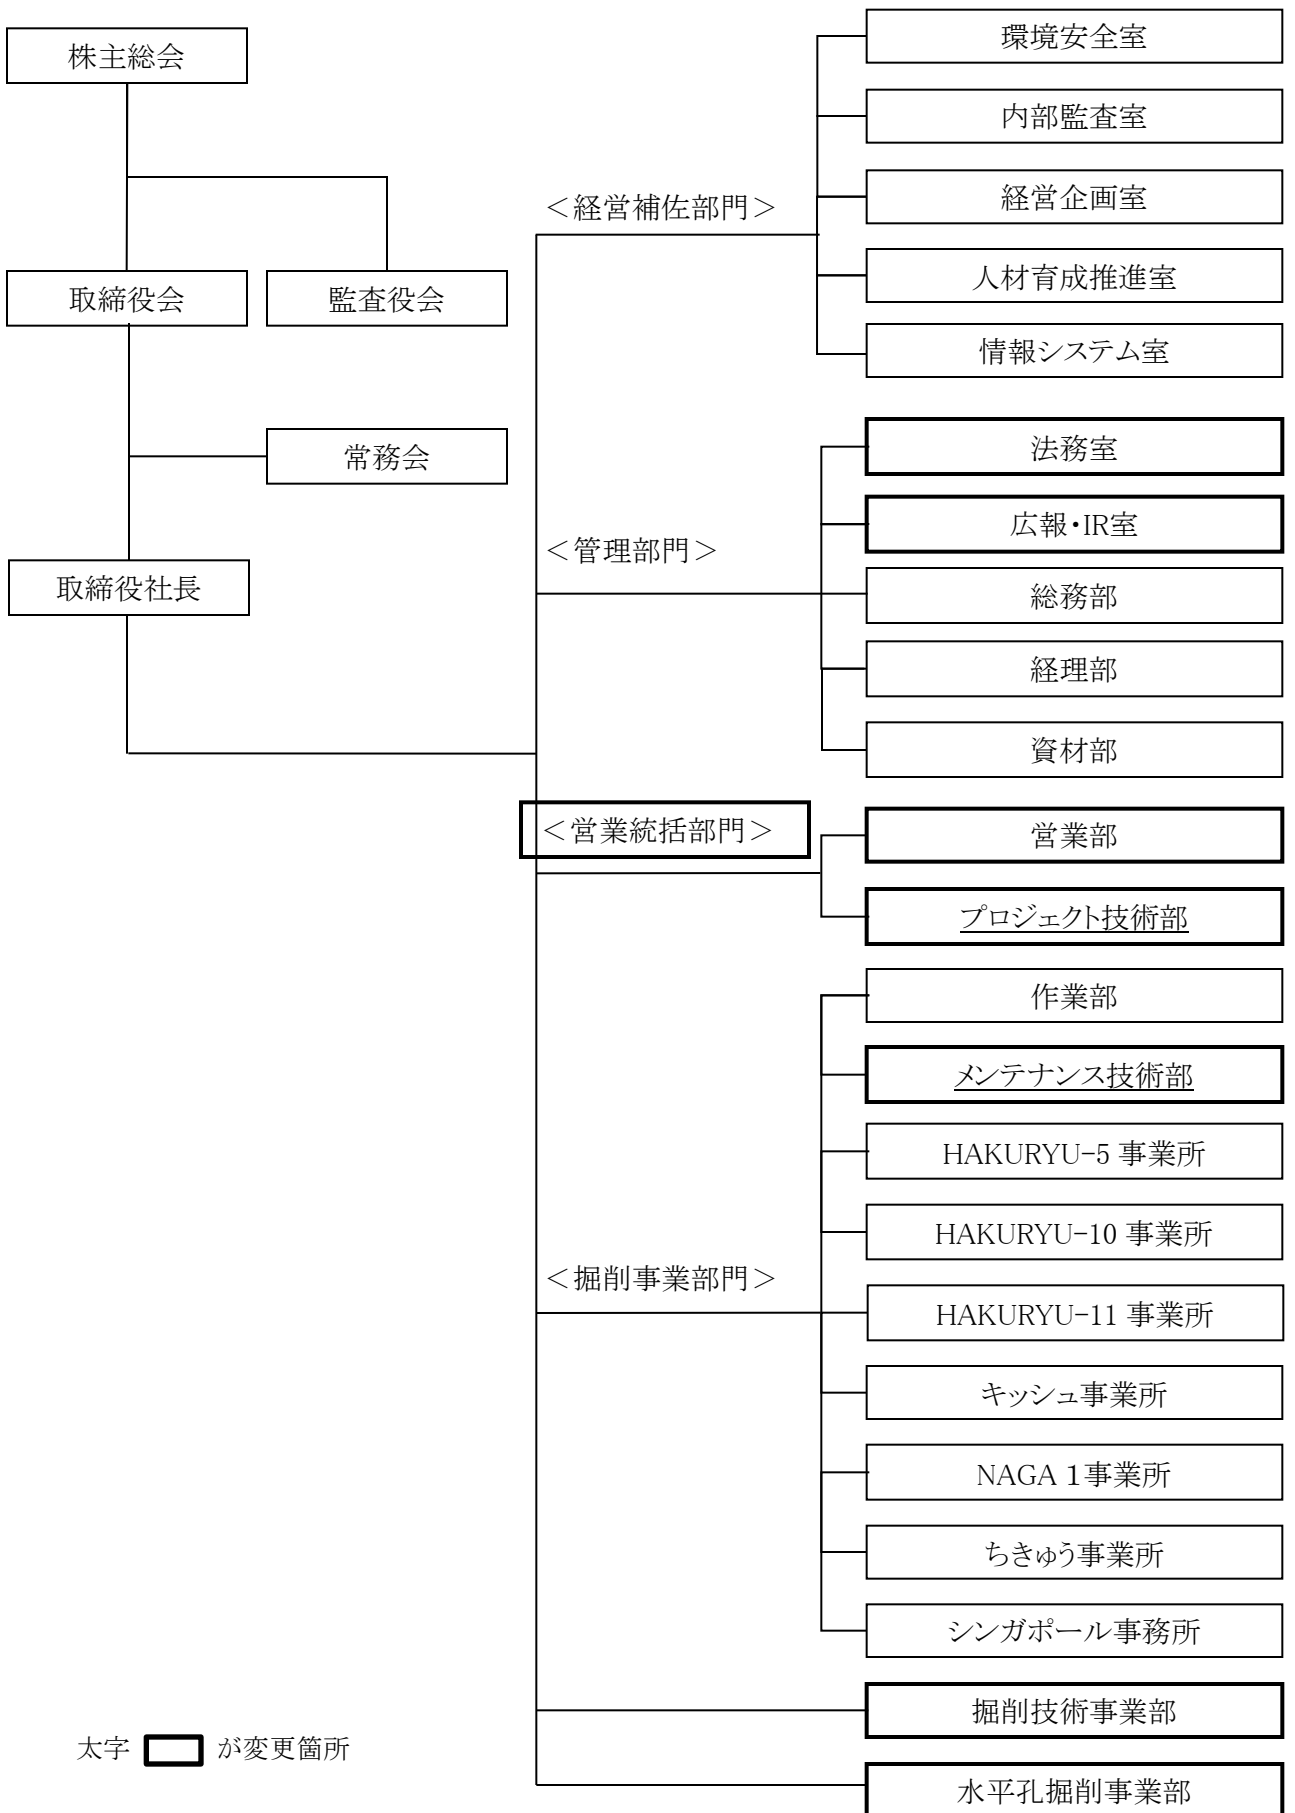 株主総会
取締役会
監査役会
常務会
取締役社長
＜経営補佐部門＞
環境安全室
内部監査室
経営企画室
人材育成推進室
情報システム室
＜管理部門＞
法務室
広報・IR室
総務部
経理部
資材部
＜営業統括部門＞
営業部
プロジェクト技術部
＜掘削事業部門＞
作業部
メンテナンス技術部
HAKURYU-5 事業所
HAKURYU-10 事業所
HAKURYU-11 事業所
キッシュ事業所
NAGA 1事業所
ちきゅう事業所
シンガポール事務所
掘削技術事業部
水平孔掘削事業部
太字 が変更箇所